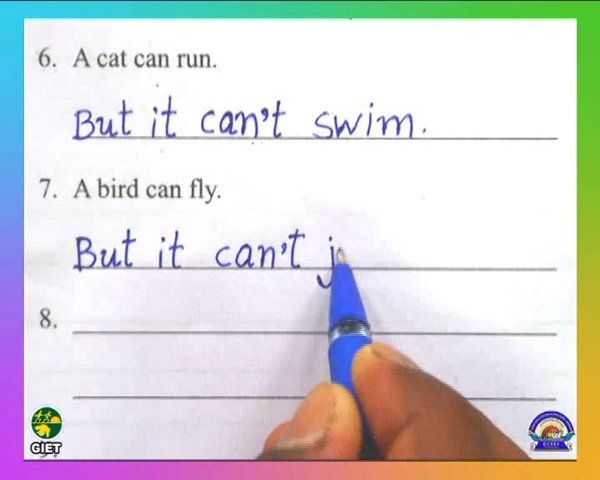 6. A cat can run.
But it can't swim.
7. A bird can fly.
But it can't j
8.
GIET